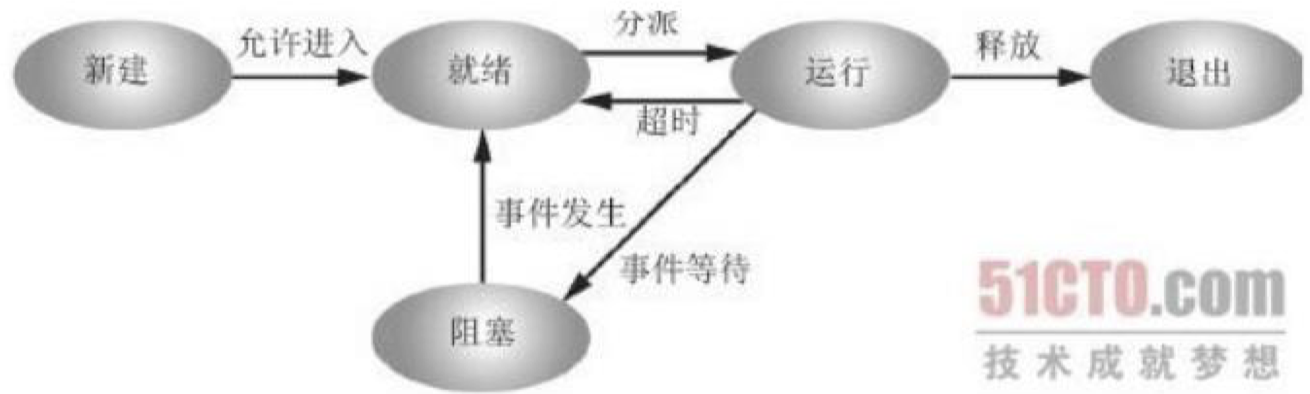 新建
允许进入
就绪
分派
超时
运行
释放
退出
事件发生
事件等待
阻塞
51CTO.com
技术成就梦想